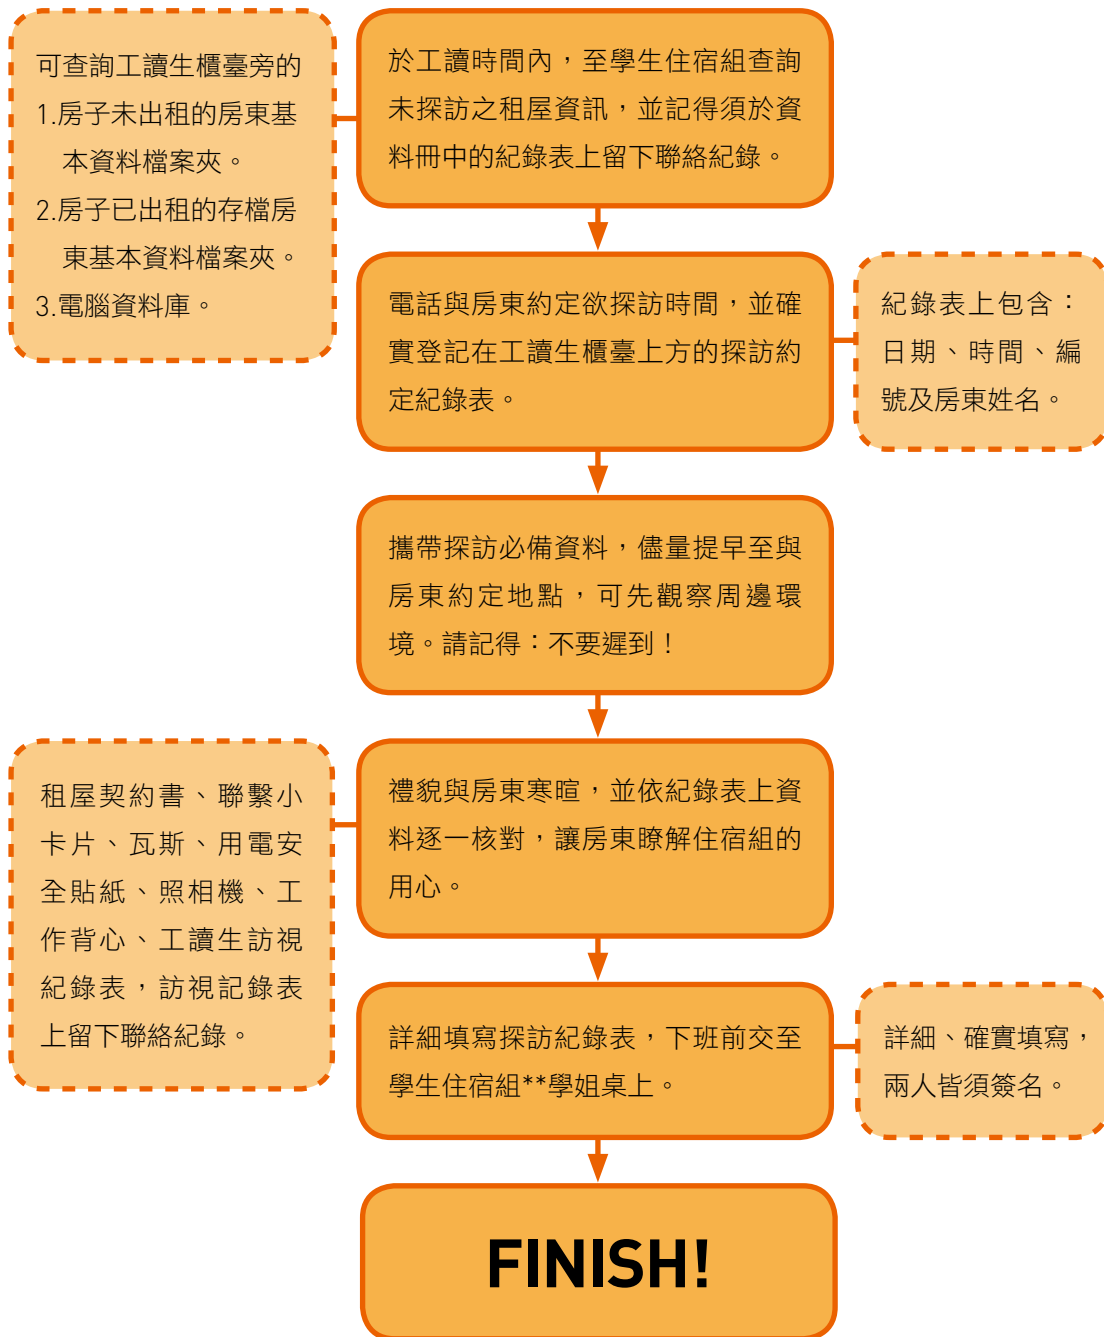 可查詢工讀生櫃臺旁的
1.房子未出租的房東基
本資料檔案夾。
2.房子已出租的存檔房
東基本資料檔案夾。
3.電腦資料庫。
於工讀時間內，至學生住宿組查詢
未探訪之租屋資訊，並記得須於資
料冊中的紀錄表上留下聯絡紀錄。
電話與房東約定欲探訪時間，並確
實登記在工讀生櫃臺上方的探訪約
定紀錄表。
紀錄表上包含：
日期、時間、編
號及房東姓名。
攜帶探訪必備資料，儘量提早至與
房東約定地點，可先觀察周邊環
境。請記得：不要遲到！
禮貌與房東寒暄，並依紀錄表上資
料逐一核對，讓房東瞭解住宿組的
用心。
租屋契約書、聯繫小
卡片、瓦斯、用電安
全貼紙、照相機、工
作背心、工讀生訪視
紀錄表，訪視記錄表
上留下聯絡紀錄。
詳細填寫探訪紀錄表，下班前交至
學生住宿組**學姐桌上。
詳細、確實填寫，
兩人皆須簽名。
FINISH!